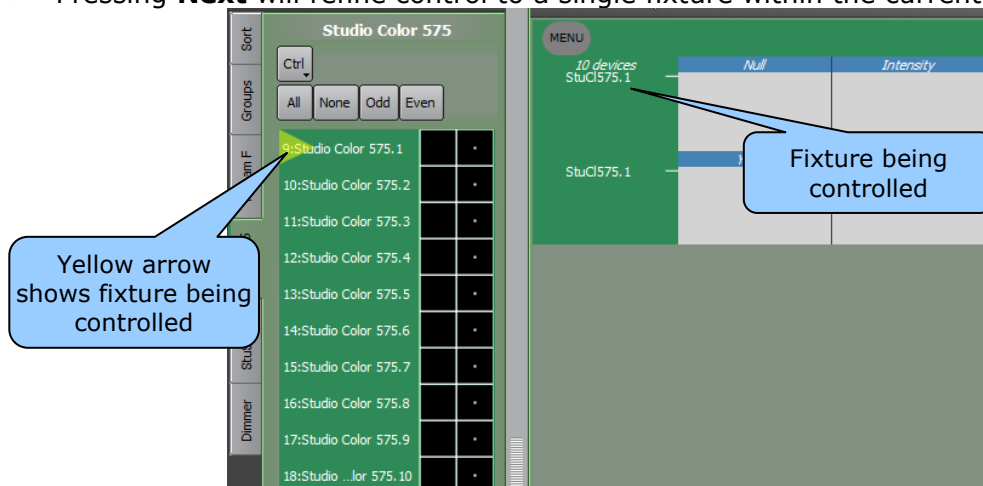 Pressing Next will refine control to a single fixture within the current
Sort
Groups
Dimmer
Studio Color 575
Ctrl
All None Odd Even
9:Studio Color 575.1
10:Studio Color 575.2
11:Studio Color 575.3
12:Studio Color 575.4
13:Studio Color 575.5
14:Studio Color 575.6
15:Studio Color 575.7
16:Studio Color 575.8
17:Studio Color 575.9
18:Studio ...lor 575.10
Yellow arrow
shows fixture being
controlled
MENU
10 devices
Null Intensity
StuCl575.1
StuCl575.1
Fixture being
controlled